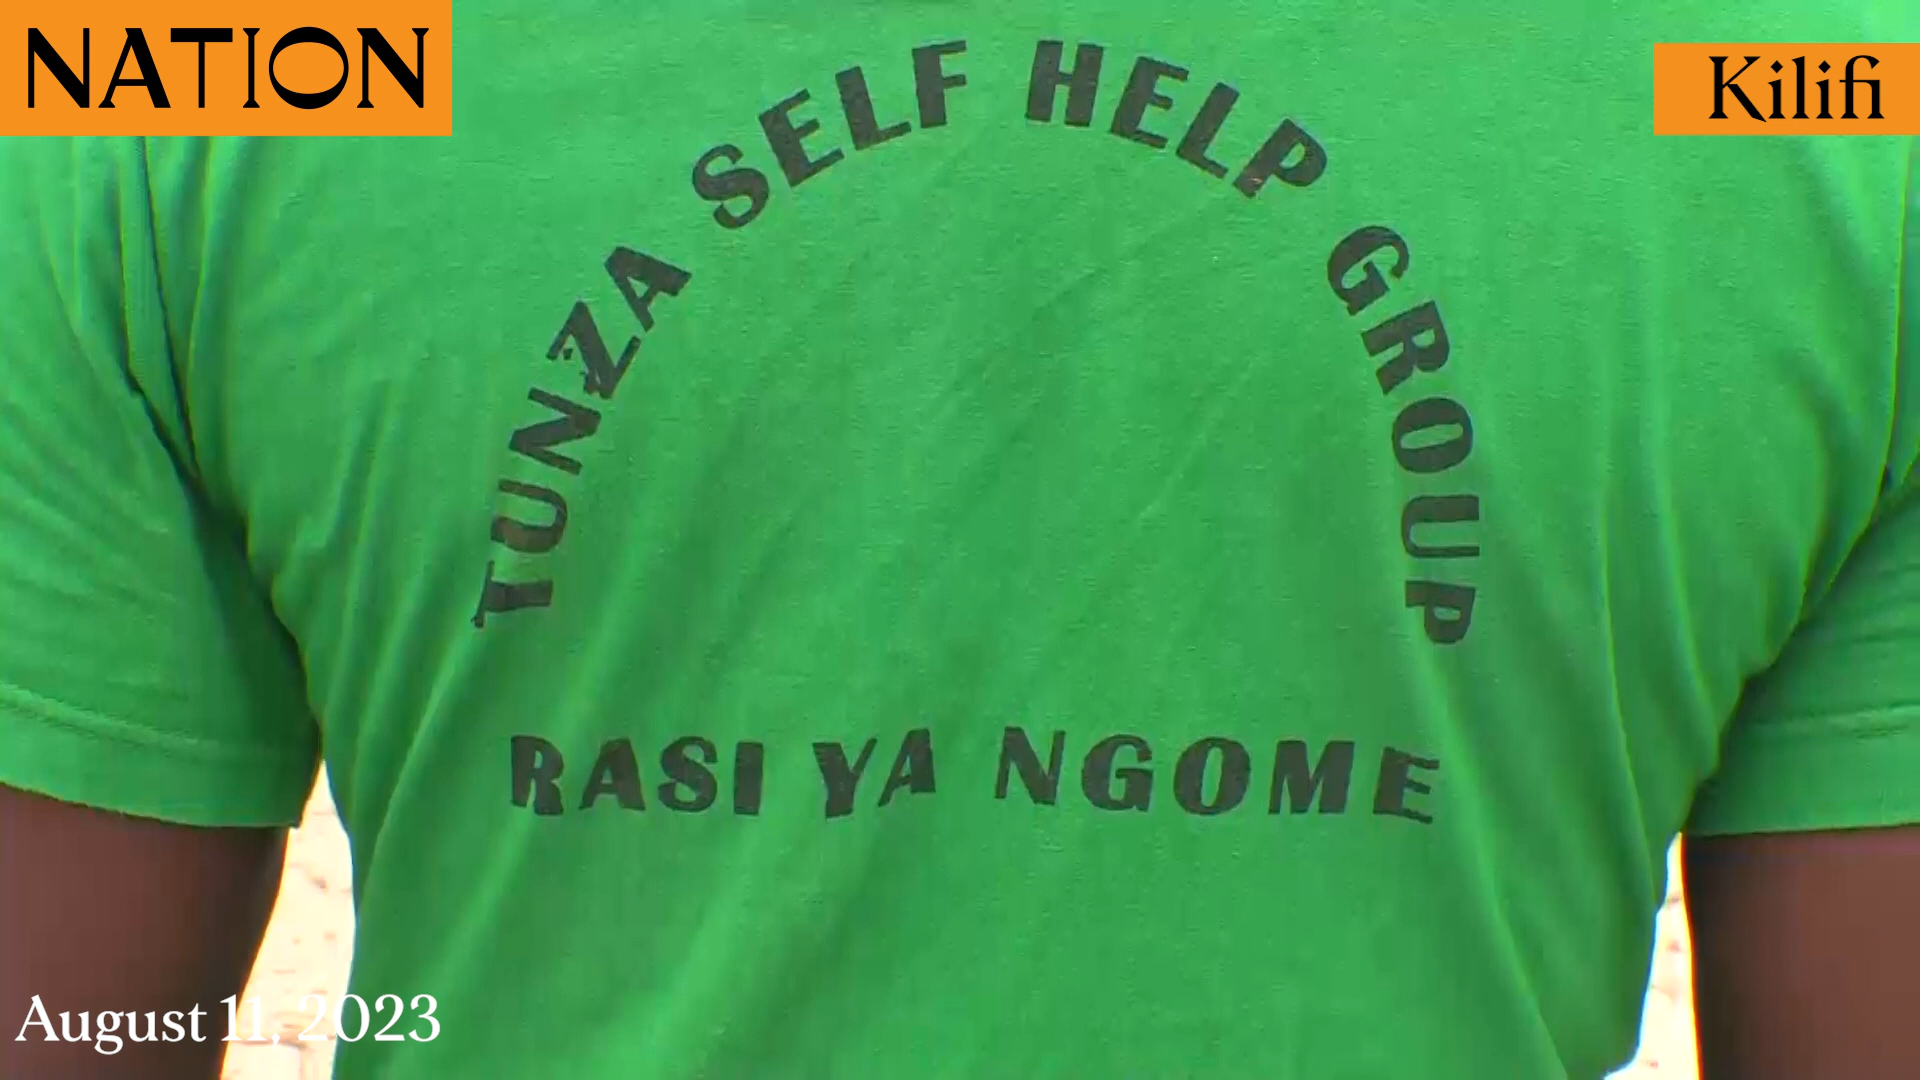 NATION
Kilifi
TUNZA SELF HELP GROUP
RASI YA NGOME
August 11, 2023